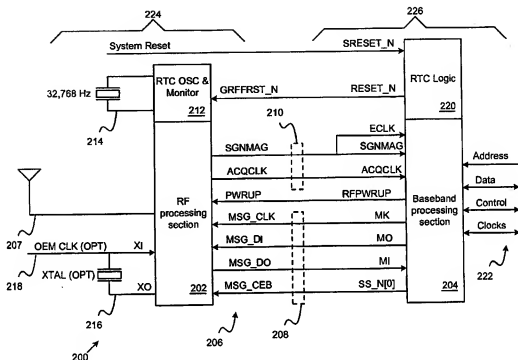 224
226
System Reset
SRESET_N
RTC OSC & Monitor
212
GRFFRST_N
RESET_N
RTC Logic
220
32,768 Hz
214
210
ECLK
SGNMAG
SGNMAG
ACQCLK
ACQCLK
Address
PWRUP
RFPWRUP
Data
RF processing section
202
Baseband processing section
204
MSG_CLK
MK
Control
207
MSG_DI
MO
Clocks
OEM CLK (OPT)
XI
218
MSG_DO
MI
222
XTAL (OPT)
XO
MSG_CEB
SS_N[0]
216
206
208
200